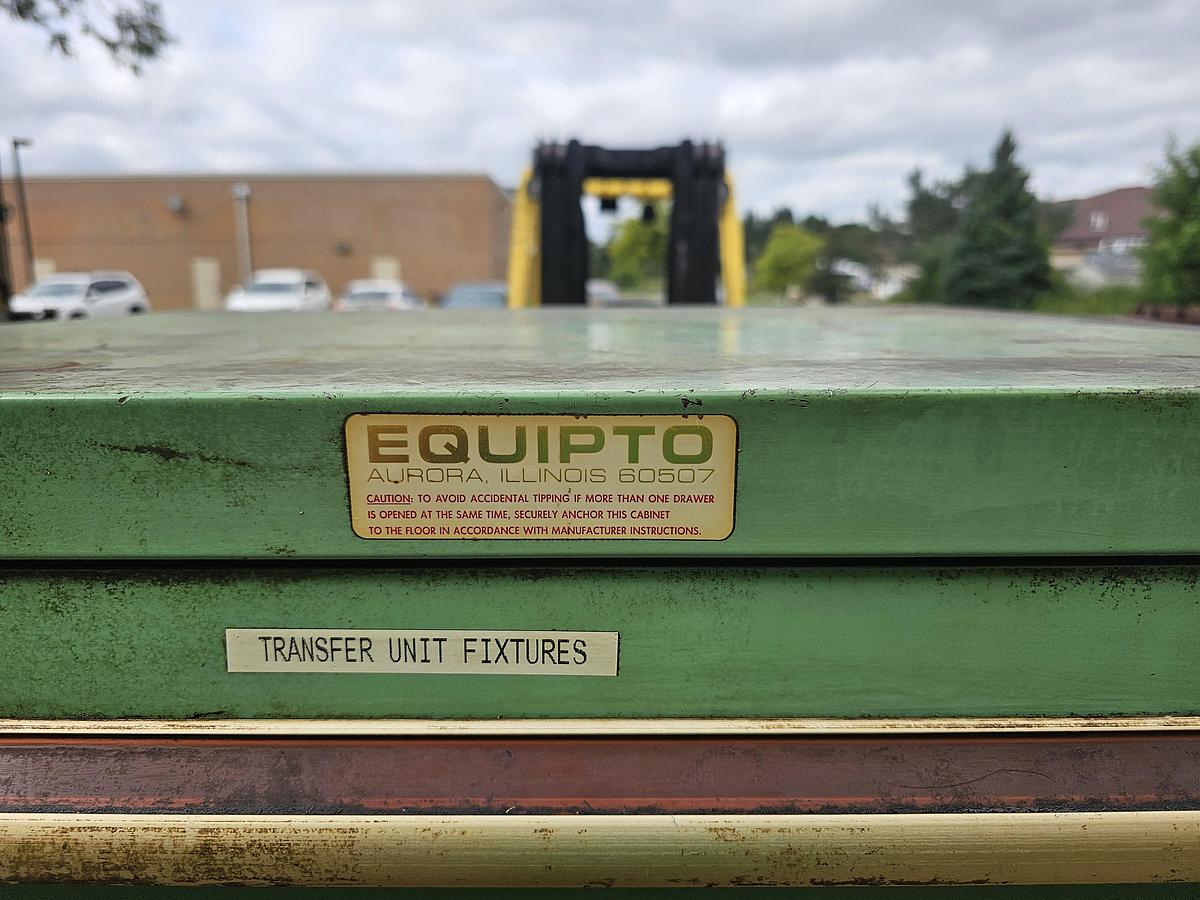 EQUIPTO
AURORA, ILLINOIS 60507
CAUTION: TO AVOID ACCIDENTAL TIPPING IF MORE THAN ONE DRAWER
IS OPENED AT THE SAME TIME, SECURELY ANCHOR THIS CABINET
TO THE FLOOR IN ACCORDANCE WITH MANUFACTURER INSTRUCTIONS.
TRANSFER UNIT FIXTURES